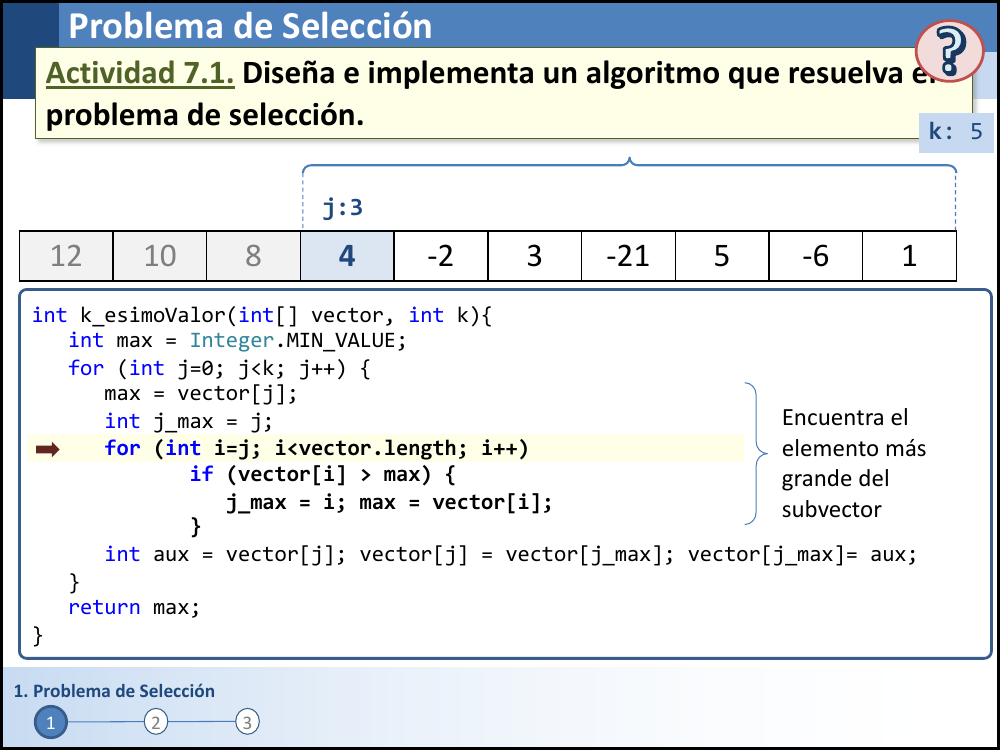 Problema de Selección
?
Actividad 7.1. Diseña e implementa un algoritmo que resuelva el
problema de selección.
k: 5
j:3
12 10 8 4 -2 3 -21 5 -6 1
int k_esimoValor(int[] vector, int k){
int max = Integer.MIN_VALUE;
for (int j=0; j<k; j++) {
max = vector[j];
int j_max = j;
for (int i=j; i<vector.length; i++)
if (vector[i] > max) {
j_max = i; max = vector[i];
}
int aux = vector[j]; vector[j] = vector[j_max]; vector[j_max]= aux;
}
return max;
}
Encuentra el
elemento más
grande del
subvector
1. Problema de Selección
1 2 3